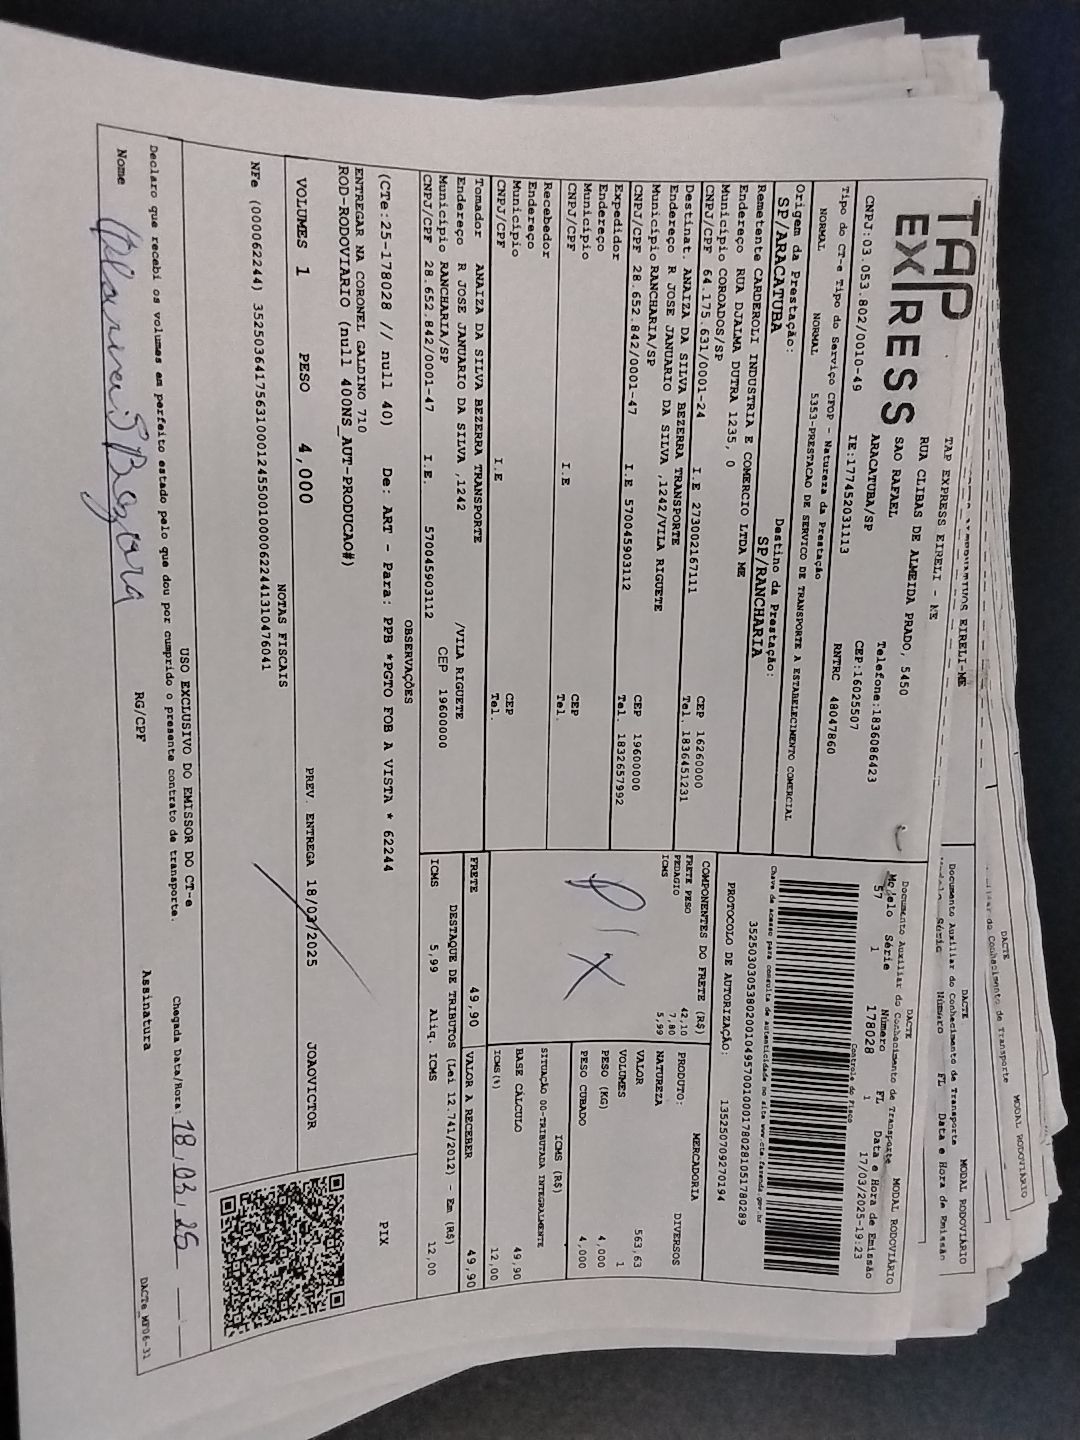 TAP
EXPRESS
TAP EXPRESS EIRELI - ME
RUA CLIBAS DE ALMEIDA PRADO, 5450
SAO RAFAEL
ARACATUBA/SP
Telefone:1836086423
CEP:16025507
CNPJ:03.053.802/0010-49
IE:177452031113
RNTRC 48047860
DACTE
Documento Auxiliar do Conhecimento de Transporte
MODAL RODOVIÁRIO
Modelo Série Número FL Data e Hora de Emissão
57 1 178028 1 17/03/2025-19:23
Controle do Fisco
Chave de acesso para consulta de autenticidade no site www.cte.fazenda.gov.br
35250303053802001049570010001780281051780289
PROTOCOLO DE AUTORIZAÇÃO: 135250709270194
Tipo do CT-e Tipo do Serviço CFOP - Natureza da Prestação
NORMAL NORMAL 5353-PRESTACAO DE SERVICO DE TRANSPORTE A ESTABELECIMENTO COMERCIAL
Origem da Prestação: Destino da Prestação:
SP/ARACATUBA SP/RANCHARIA
Remetente CARDEROLI INDUSTRIA E COMERCIO LTDA ME
Endereço RUA DJALMA DUTRA 1235, 0
Município COROADOS/SP CEP 16260000
CNPJ/CPF 64.175.631/0001-24 I.E 273002167111 Tel. 1836451231
Destinat. ANAIZA DA SILVA BEZERRA TRANSPORTE
Endereço R JOSE JANUARIO DA SILVA ,1242/VILA RIGUETE
Município RANCHARIA/SP CEP 19600000
CNPJ/CPF 28.652.842/0001-47 I.E 570045903112 Tel. 1832657992
Expedidor
Endereço
Município CEP
CNPJ/CPF I.E Tel.
Recebedor
Endereço
Município CEP
CNPJ/CPF I.E Tel.
Tomador ANAIZA DA SILVA BEZERRA TRANSPORTE
Endereço R JOSE JANUARIO DA SILVA ,1242 /VILA RIGUETE
Município RANCHARIA/SP CEP 19600000
CNPJ/CPF 28.652.842/0001-47 I.E. 570045903112
COMPONENTES DO FRETE (R$)
FRETE PESO 42,10
PEDAGIO 7,80
ICMS 5,99
PIX
MERCADORIA
PRODUTO: DIVERSOS
NATUREZA
VALOR 563,63
VOLUMES 1
PESO (KG) 4,000
PESO CUBADO 4,000
ICMS (R$)
SITUAÇÃO 00-TRIBUTADA INTEGRALMENTE
BASE CÁLCULO 49,90
ICMS(%) 12,00
FRETE 49,90 VALOR A RECEBER 49,90
DESTAQUE DE TRIBUTOS (Lei 12.741/2012) - Em (R$)
ICMS 5,99 Aliq. ICMS 12,00
OBSERVAÇÕES
(CTe:25-178028 // null 40) De: ART - Para: PPB *PGTO FOB A VISTA * 62244
ENTREGAR NA CORONEL GALDINO 710
ROD-RODOVIARIO (null 400NS_AUT-PRODUCAO#)
PIX
VOLUMES 1 PESO 4,000 PREV. ENTREGA 18/03/2025 JOAOVICTOR
NOTAS FISCAIS
NFe (000062244) 35250364175631000124550010000622441310476041
USO EXCLUSIVO DO EMISSOR DO CT-e
Declaro que recebi os volumes em perfeito estado pelo que dou por cumprido o presente contrato de transporte.
Chegada Data/Hora: 18,03,25
Nome RG/CPF Assinatura
DACTe_MF06-31